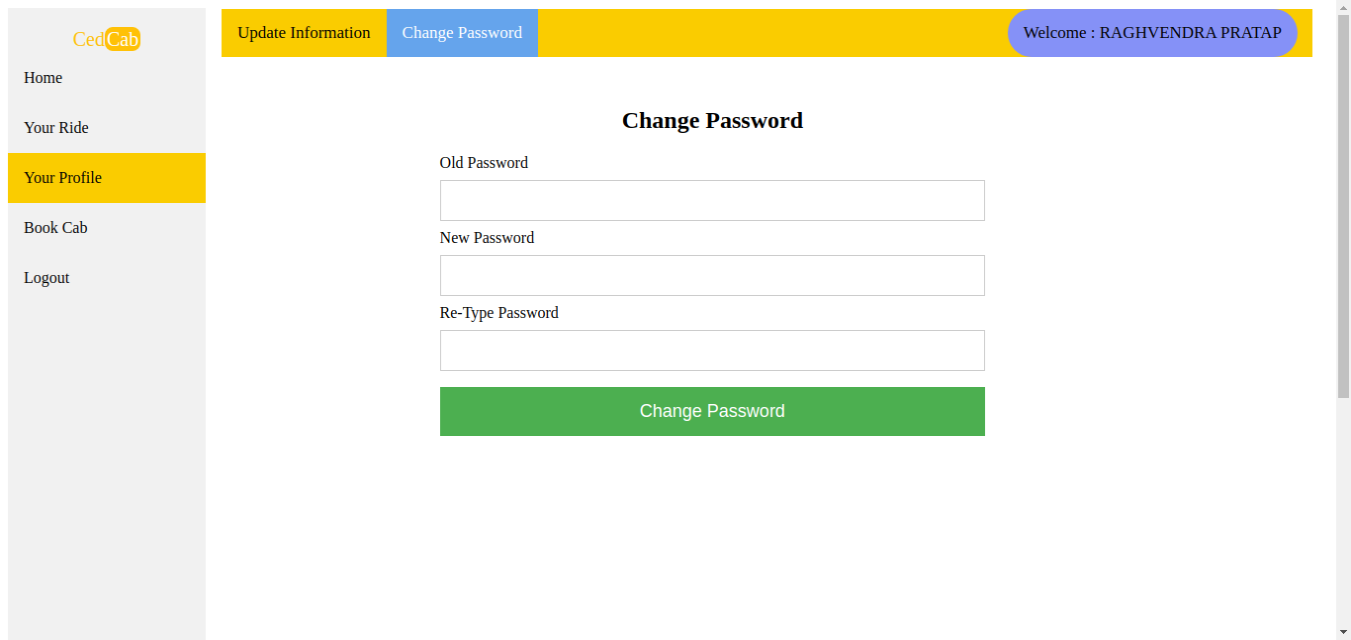 CedCab
Home
Your Ride
Your Profile
Book Cab
Logout
Update Information
Change Password
Welcome : RAGHVENDRA PRATAP
Change Password
Old Password
New Password
Re-Type Password
Change Password